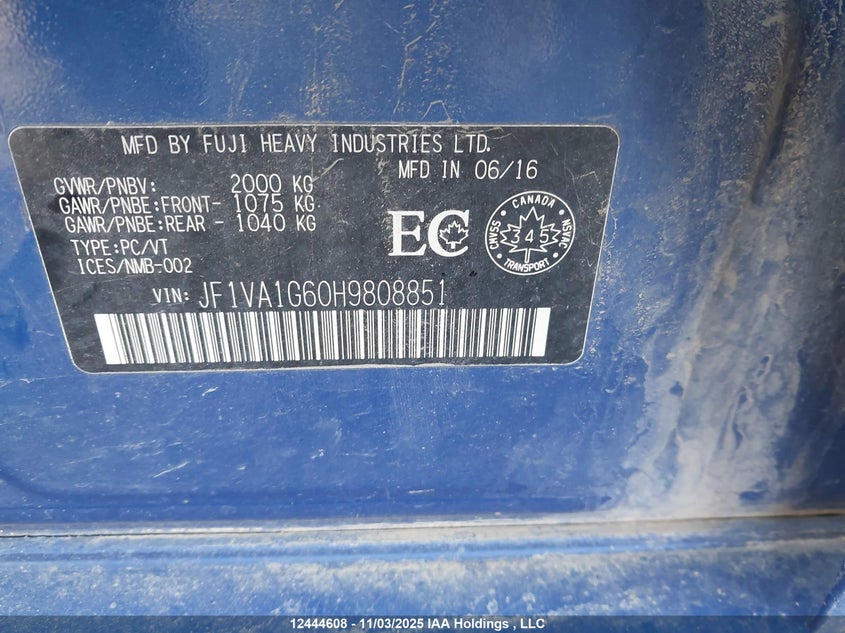 MFD BY FUJI HEAVY INDUSTRIES LTD.
MFD IN 06/16
GVWR/PNBV: 2000 KG
GAWR/PNBE:FRONT- 1075 KG
GAWR/PNBE:REAR - 1040 KG
TYPE:PC/VT
ICES/NMB-002
EC
CANADA
CMVSS 345 NSVAC
TRANSPORT
VIN: JF1VA1G60H9808851
12444608 - 11/03/2025 IAA Holdings , LLC